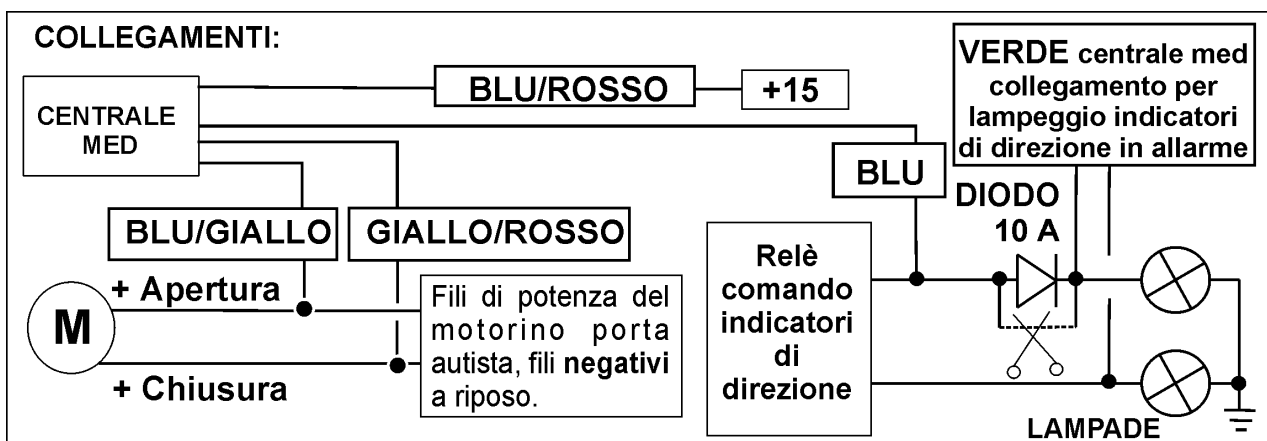 COLLEGAMENTI:
CENTRALE
MED
BLU/ROSSO
+15
VERDE centrale med
collegamento per
lampeggio indicatori
di direzione in allarme
BLU
DIODO
10 A
BLU/GIALLO
GIALLO/ROSSO
+ Apertura
M
+ Chiusura
Fili di potenza del
motorino porta
autista, fili negativi
a riposo.
Relè
comando
indicatori
di
direzione
LAMPADE